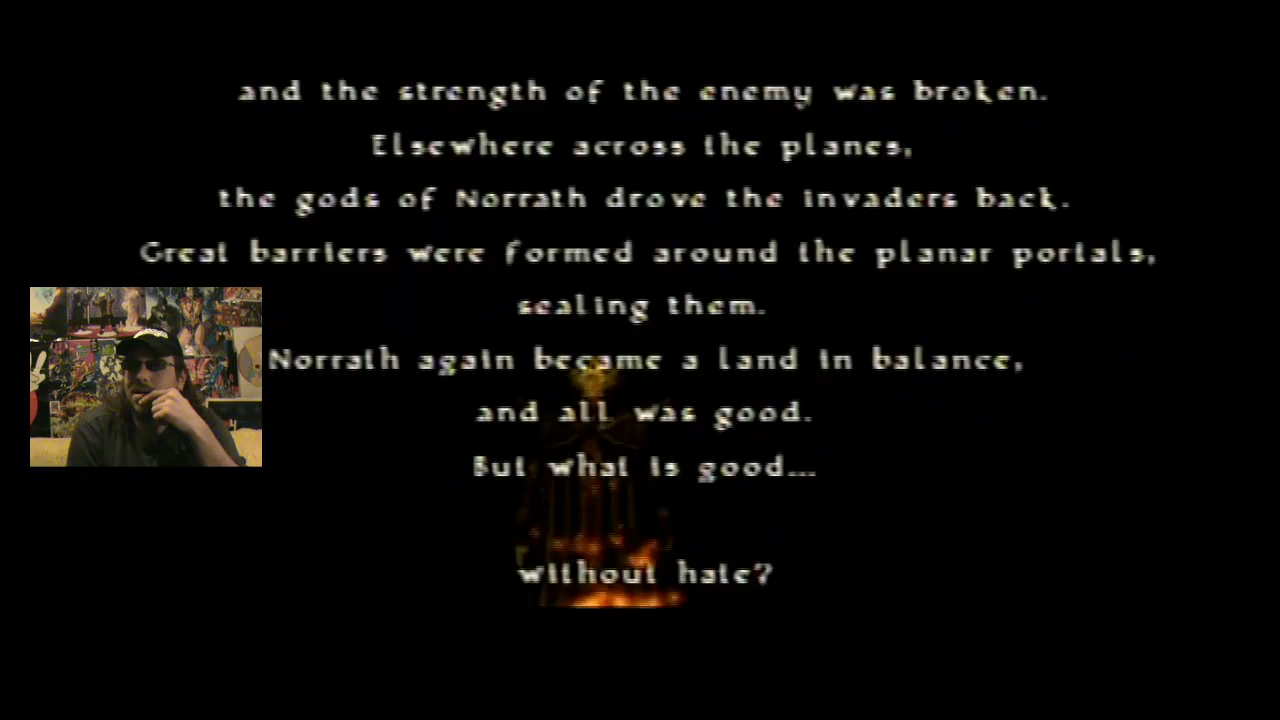 and the strength of the enemy was broken.
Elsewhere across the planes,
the gods of Norrath drove the invaders back.
Great barriers were formed around the planar portals,
sealing them.
Norrath again became a land in balance,
and all was good.
But what is good...
without hate?